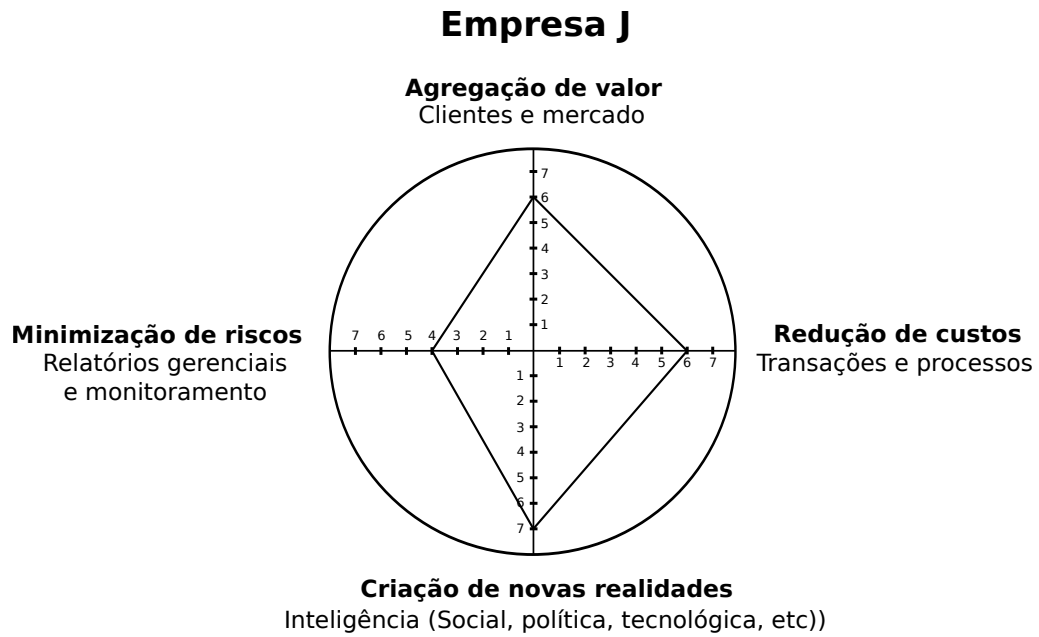 Empresa J
Agregação de valor
Clientes e mercado
7
6
5
4
3
2
1
Minimização de riscos
Relatórios gerenciais
e monitoramento
7 6 5 4 3 2 1
1 2 3 4 5 6 7
Redução de custos
Transações e processos
1
2
3
4
5
6
7
Criação de novas realidades
Inteligência (Social, política, tecnológica, etc))